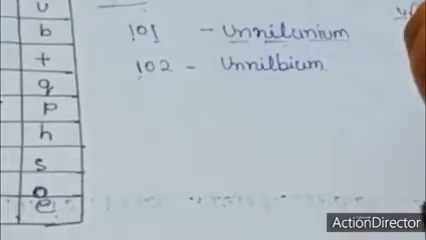 u
b
t
q
p
h
s
o
e
101 - Unnilunium
102 - Unnilbium
ActionDirector